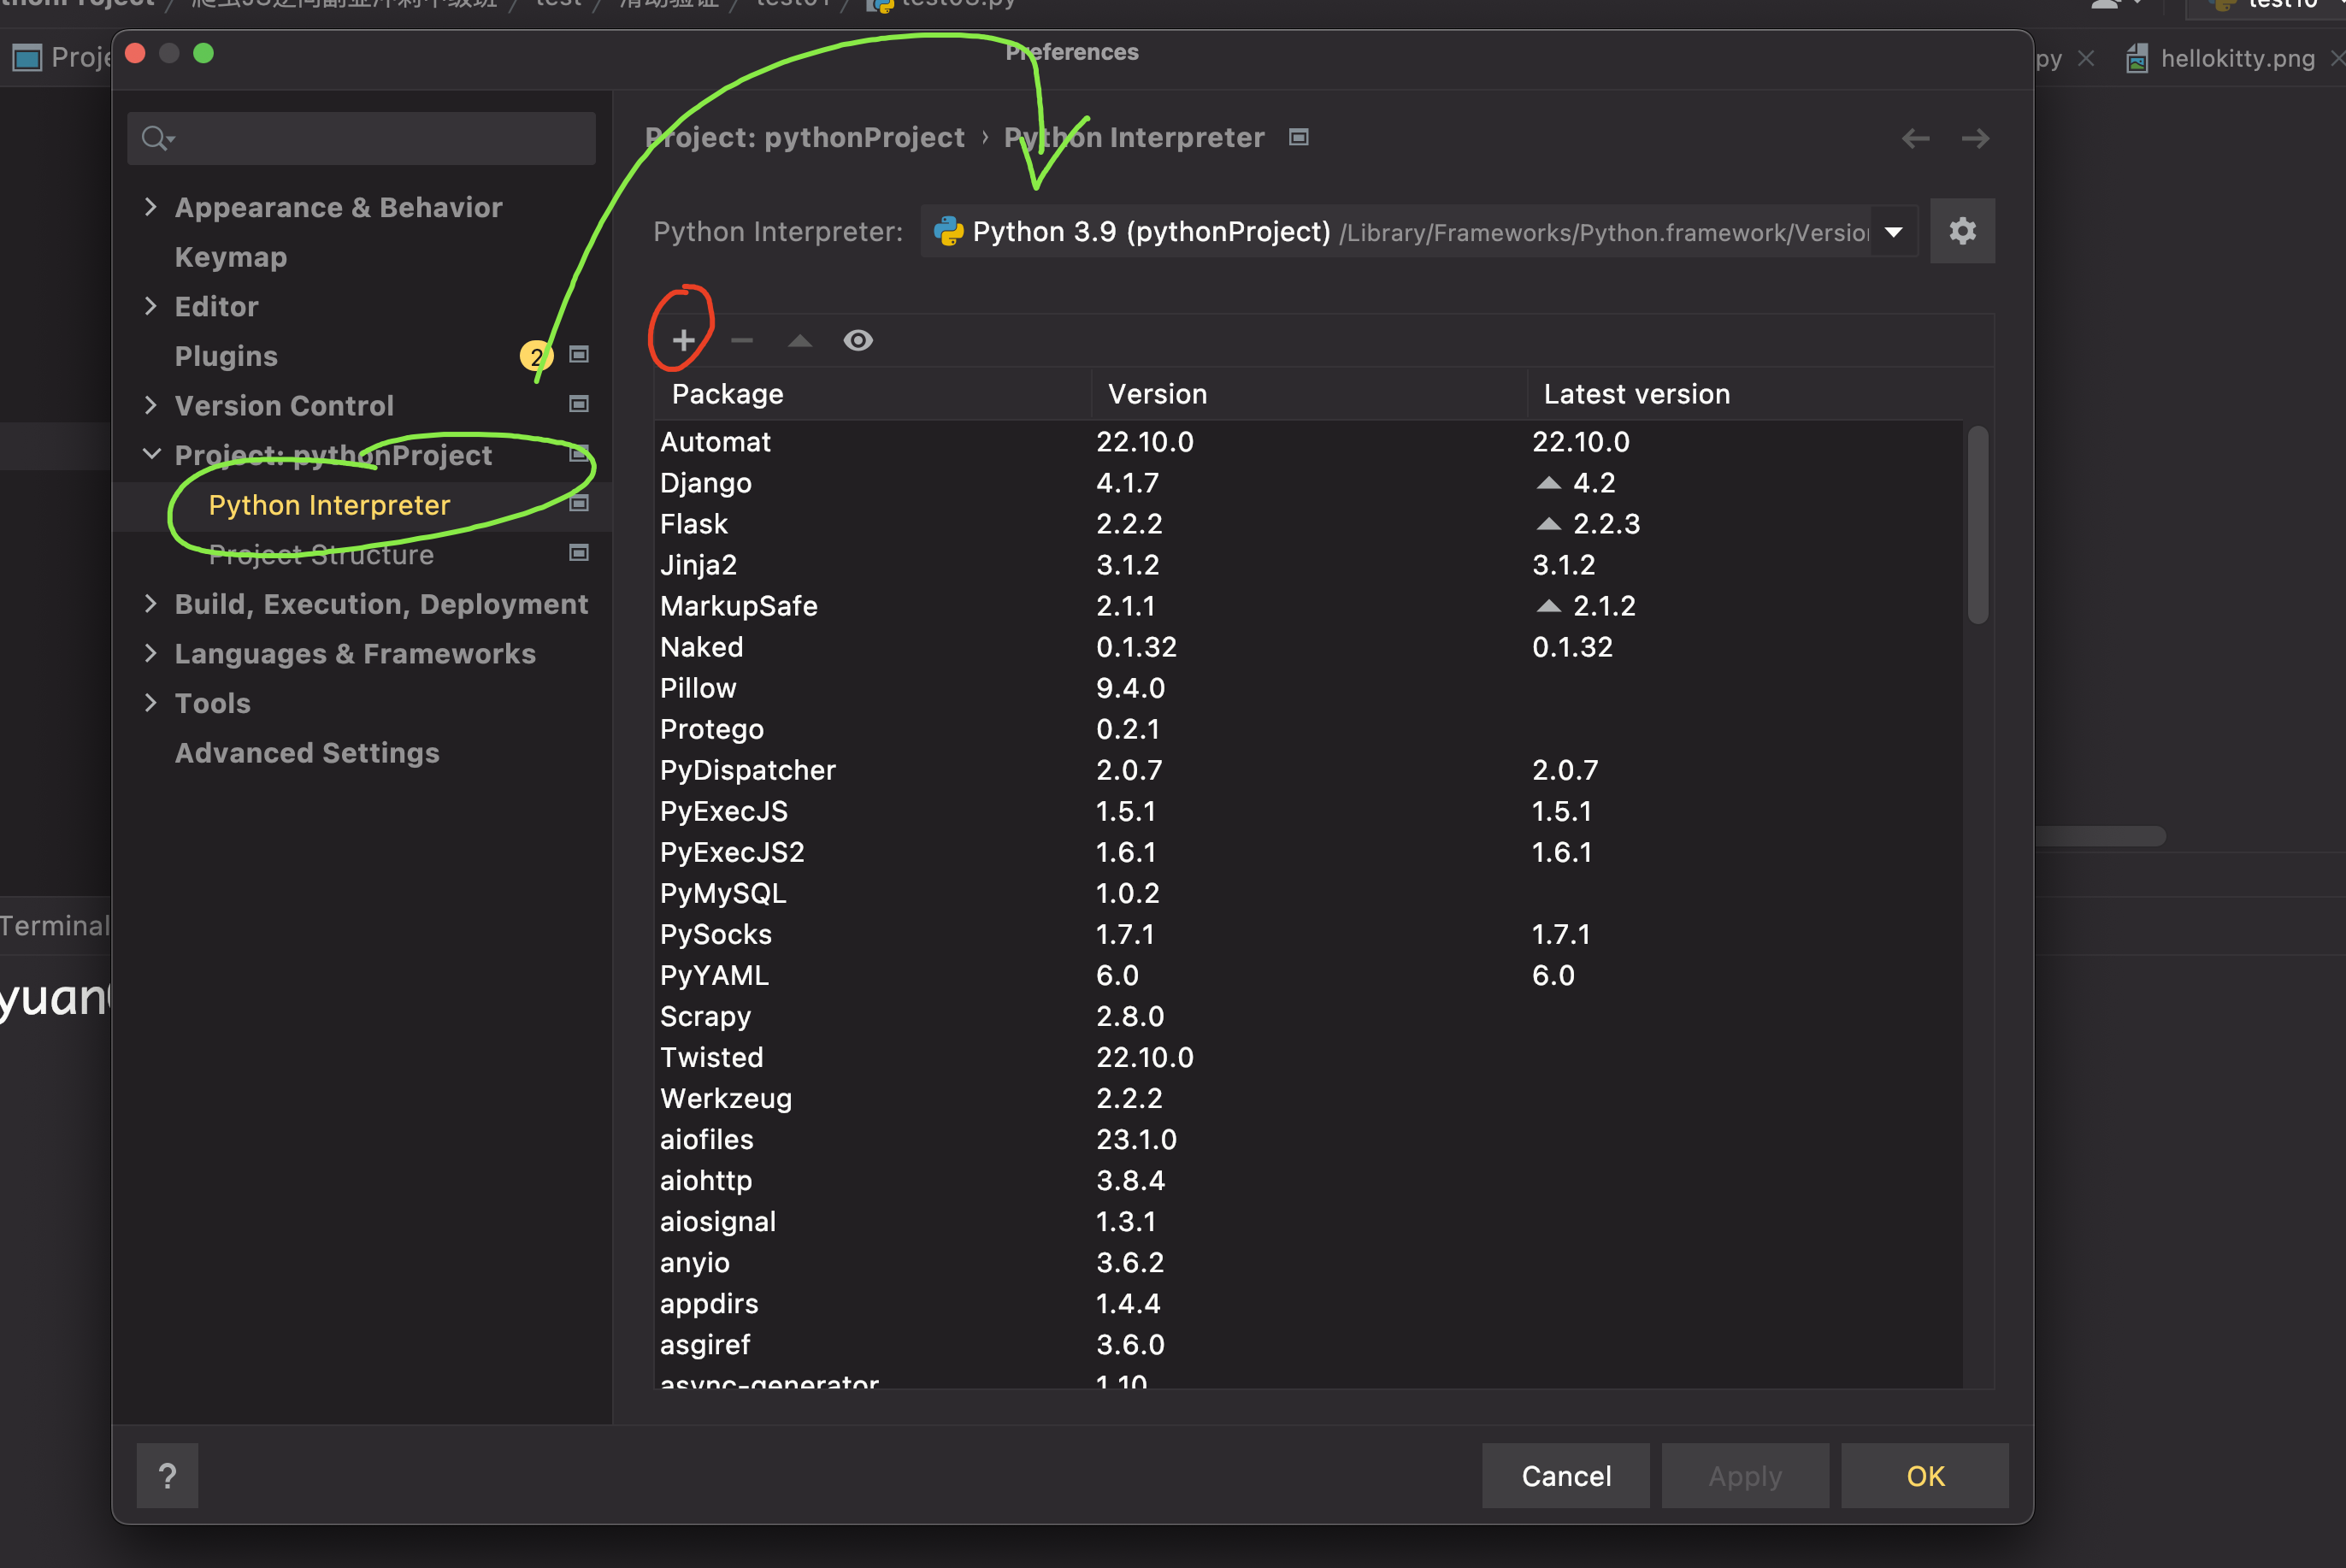 test
test10
Proje
Preferences
py
hellokitty.png
Project: pythonProject › Python Interpreter
Appearance & Behavior
Python Interpreter: Python 3.9 (pythonProject) /Library/Frameworks/Python.framework/Version
Keymap
Editor
Plugins 2
Version Control
Project: pythonProject
Python Interpreter
Project Structure
Build, Execution, Deployment
Languages & Frameworks
Tools
Advanced Settings
Package Version Latest version
Automat 22.10.0 22.10.0
Django 4.1.7 4.2
Flask 2.2.2 2.2.3
Jinja2 3.1.2 3.1.2
MarkupSafe 2.1.1 2.1.2
Naked 0.1.32 0.1.32
Pillow 9.4.0
Protego 0.2.1
PyDispatcher 2.0.7 2.0.7
PyExecJS 1.5.1 1.5.1
PyExecJS2 1.6.1 1.6.1
PyMySQL 1.0.2
PySocks 1.7.1 1.7.1
PyYAML 6.0 6.0
Scrapy 2.8.0
Twisted 22.10.0
Werkzeug 2.2.2
aiofiles 23.1.0
aiohttp 3.8.4
aiosignal 1.3.1
anyio 3.6.2
appdirs 1.4.4
asgiref 3.6.0
async-generator 1.10
Terminal
yuan
? Cancel Apply OK